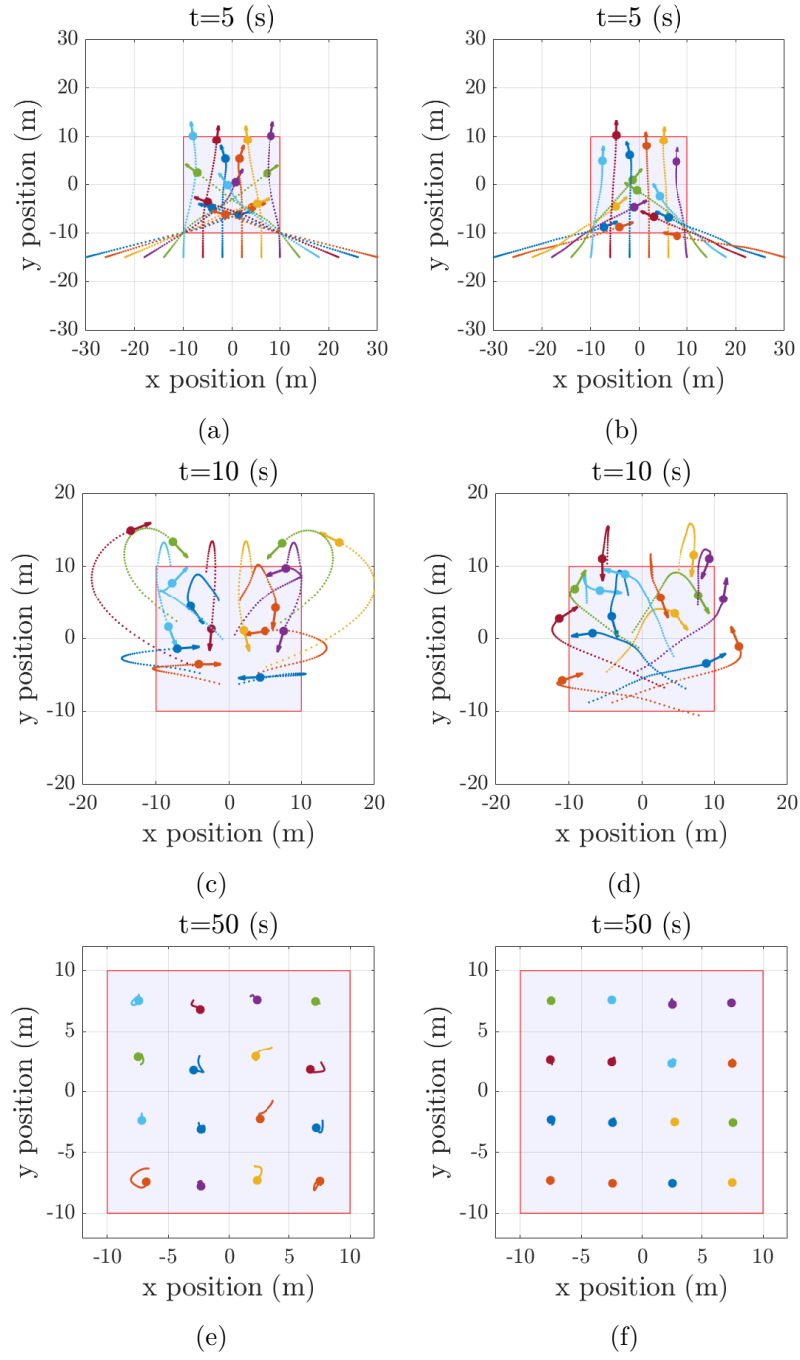 t=5 (s)
30
20
10
0
-10
-20
-30
-30 -20 -10 0 10 20 30
y position (m)
x position (m)
(a)
t=5 (s)
30
20
10
0
-10
-20
-30
-30 -20 -10 0 10 20 30
y position (m)
x position (m)
(b)
t=10 (s)
20
10
0
-10
-20
-20 -10 0 10 20
y position (m)
x position (m)
(c)
t=10 (s)
20
10
0
-10
-20
-20 -10 0 10 20
y position (m)
x position (m)
(d)
t=50 (s)
10
5
0
-5
-10
-10 -5 0 5 10
y position (m)
x position (m)
(e)
t=50 (s)
10
5
0
-5
-10
-10 -5 0 5 10
y position (m)
x position (m)
(f)